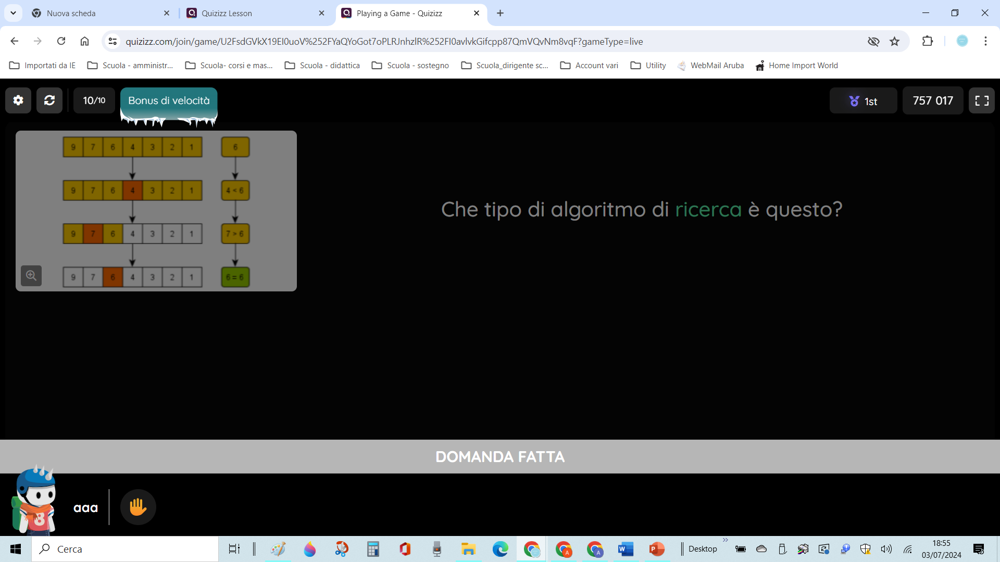 Nuova scheda
Quizizz Lesson
Playing a Game - Quizizz
quizizz.com/join/game/U2FsdGVkX19EI0uoV%252FYaQYoGot7oPLRJnhzlR%252FI0avlvkGifcpp87QmVQvNm8vqF?gameType=live
Importati da IE
Scuola - amministr...
Scuola- corsi e mas...
Scuola - didattica
Scuola - sostegno
Scuola_dirigente sc...
Account vari
Utility
WebMail Aruba
Home Import World
10/10
Bonus di velocità
1st
757 017
9 7 6 4 3 2 1 6
9 7 6 4 3 2 1 4 < 6
9 7 6 4 3 2 1 7 > 6
9 7 6 4 3 2 1 6 = 6
Che tipo di algoritmo di ricerca è questo?
DOMANDA FATTA
8
aaa
Cerca
Desktop
18:55
03/07/2024